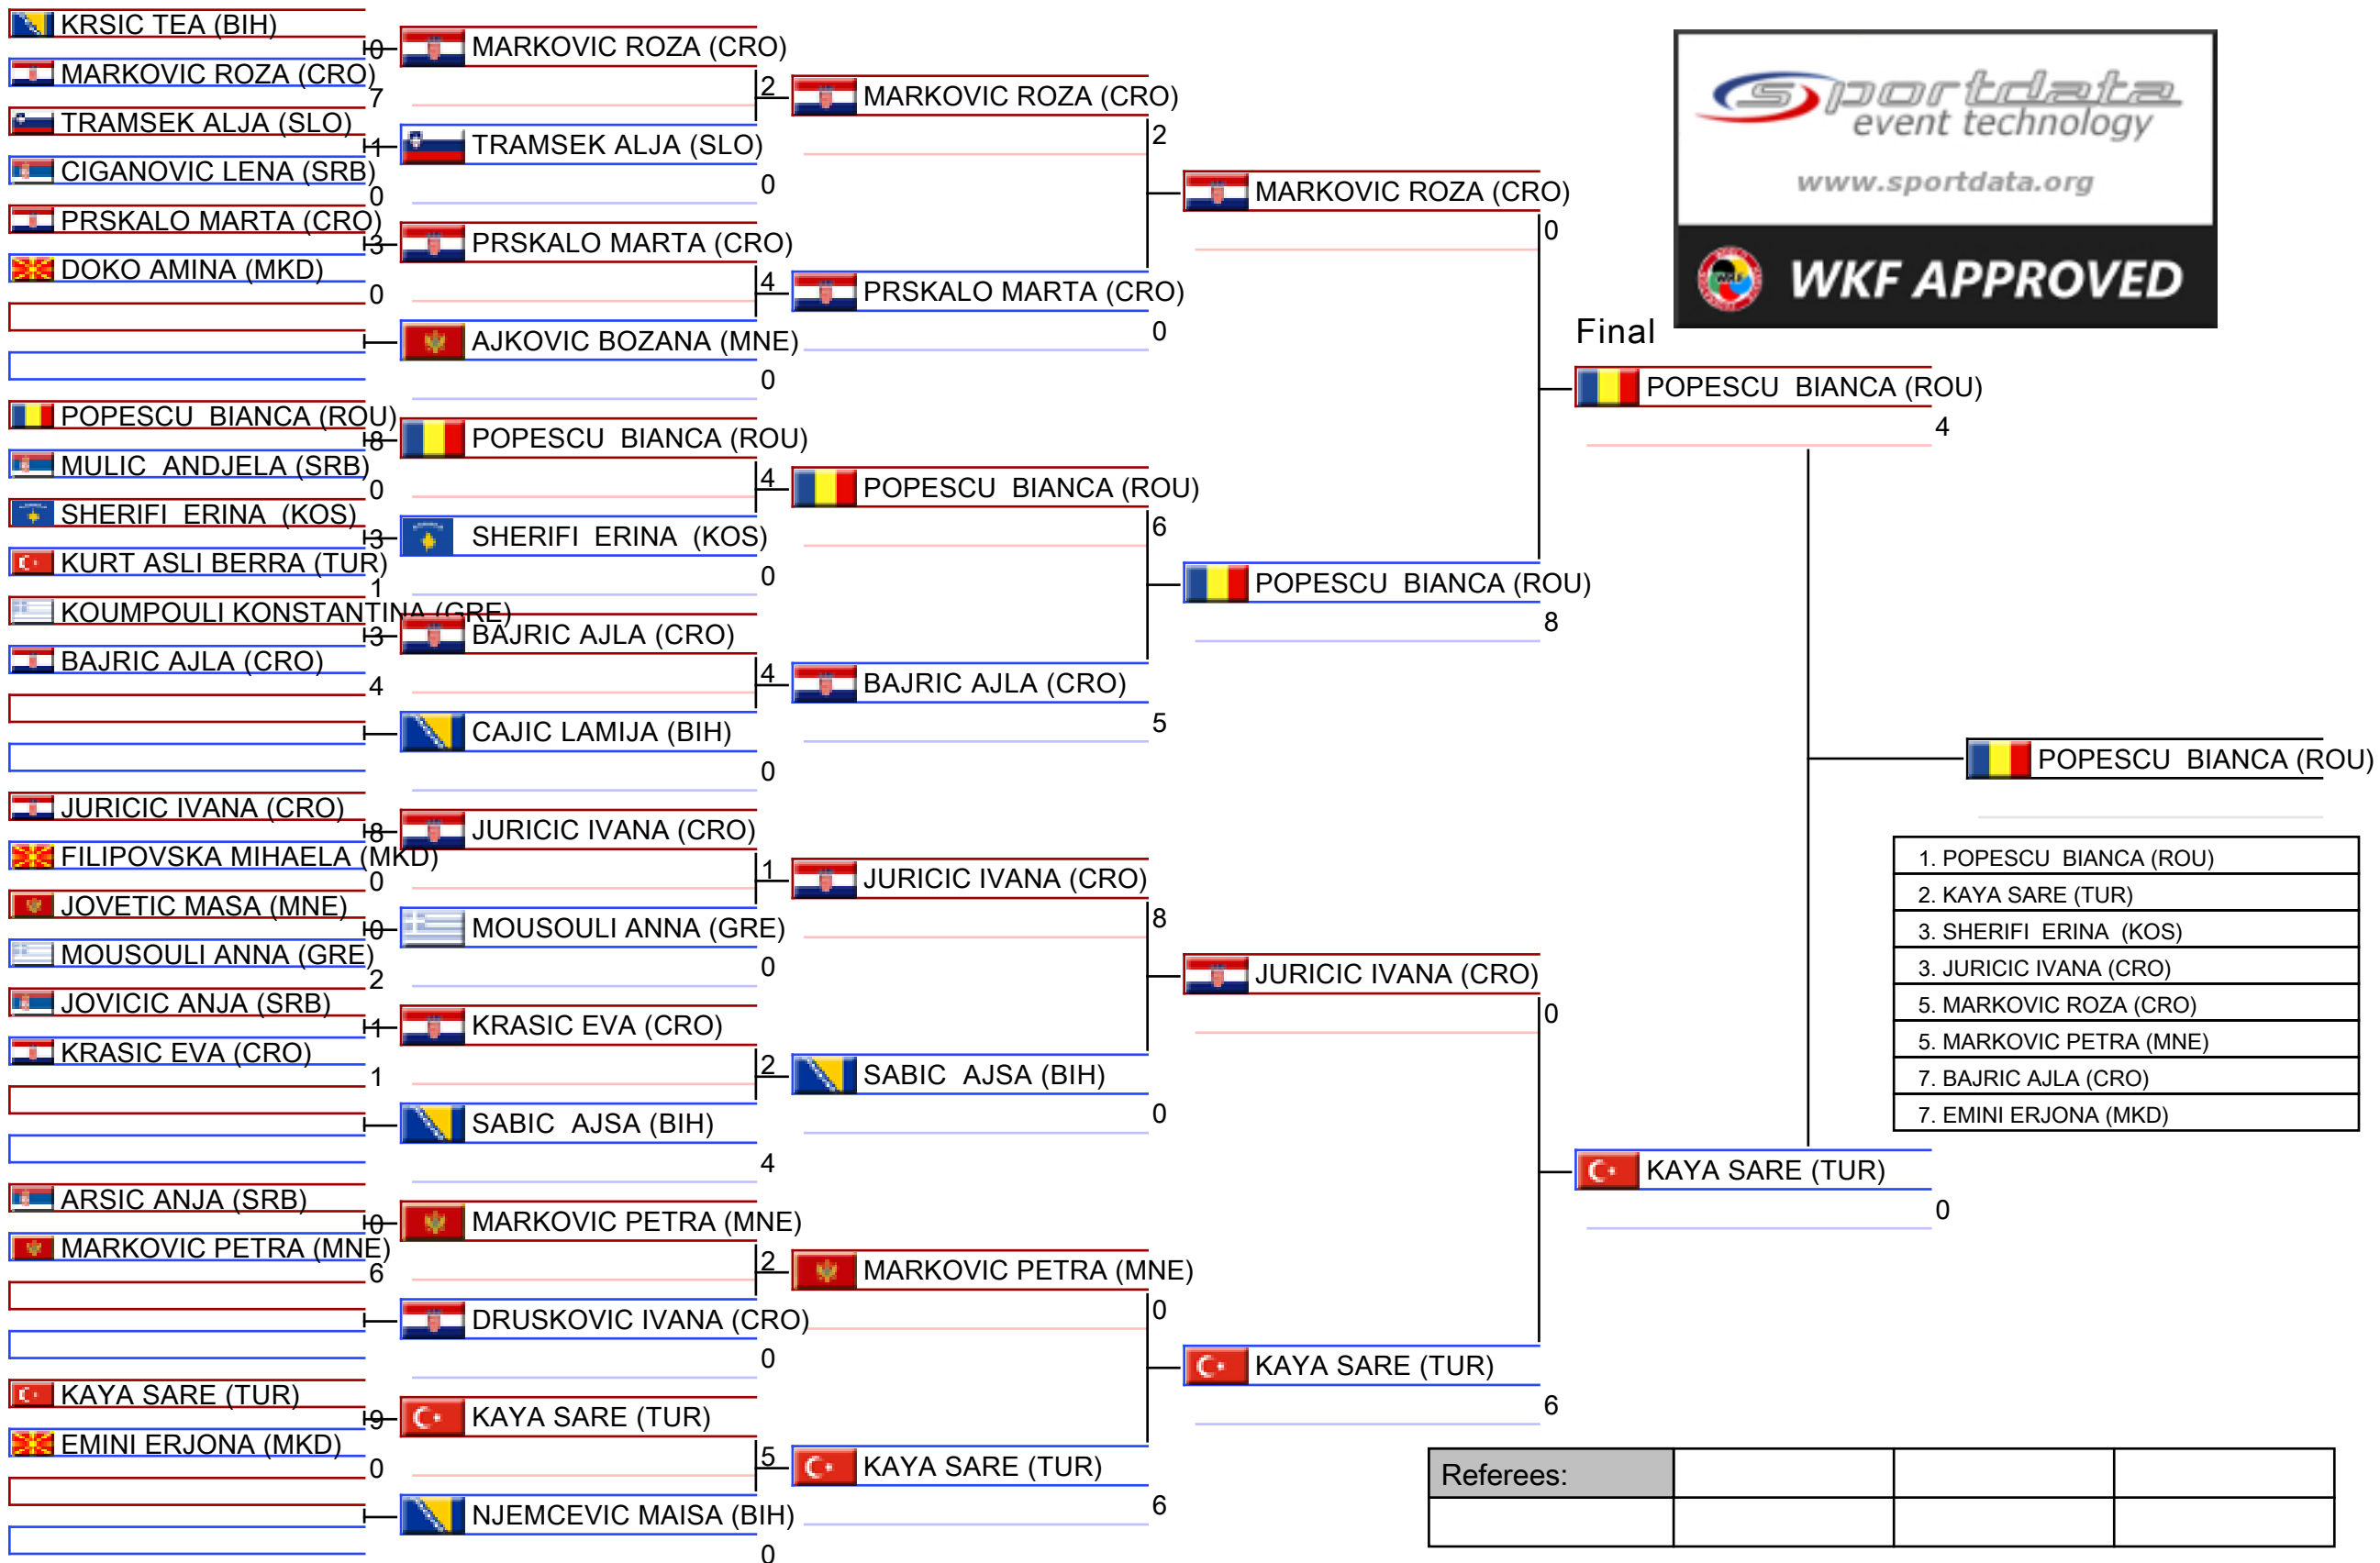 KRSIC TEA (BIH)
0
MARKOVIC ROZA (CRO)
7
TRAMSEK ALJA (SLO)
1
CIGANOVIC LENA (SRB)
0
PRSKALO MARTA (CRO)
3
DOKO AMINA (MKD)
0
POPESCU  BIANCA (ROU)
8
MULIC  ANDJELA (SRB)
0
SHERIFI  ERINA  (KOS)
3
KURT ASLI BERRA (TUR)
1
KOUMPOULI KONSTANTINA (GRE)
3
BAJRIC AJLA (CRO)
4
JURICIC IVANA (CRO)
8
FILIPOVSKA MIHAELA (MKD)
0
JOVETIC MASA (MNE)
0
MOUSOULI ANNA (GRE)
2
JOVICIC ANJA (SRB)
1
KRASIC EVA (CRO)
1
ARSIC ANJA (SRB)
0
MARKOVIC PETRA (MNE)
6
KAYA SARE (TUR)
9
EMINI ERJONA (MKD)
0
MARKOVIC ROZA (CRO)
2
TRAMSEK ALJA (SLO)
0
PRSKALO MARTA (CRO)
4
AJKOVIC BOZANA (MNE)
0
POPESCU  BIANCA (ROU)
4
SHERIFI  ERINA  (KOS)
0
BAJRIC AJLA (CRO)
4
CAJIC LAMIJA (BIH)
0
JURICIC IVANA (CRO)
1
MOUSOULI ANNA (GRE)
0
KRASIC EVA (CRO)
2
SABIC  AJSA (BIH)
4
MARKOVIC PETRA (MNE)
2
DRUSKOVIC IVANA (CRO)
0
KAYA SARE (TUR)
5
NJEMCEVIC MAISA (BIH)
0
MARKOVIC ROZA (CRO)
2
PRSKALO MARTA (CRO)
0
POPESCU  BIANCA (ROU)
6
BAJRIC AJLA (CRO)
5
JURICIC IVANA (CRO)
8
SABIC  AJSA (BIH)
0
MARKOVIC PETRA (MNE)
0
KAYA SARE (TUR)
6
MARKOVIC ROZA (CRO)
0
POPESCU  BIANCA (ROU)
8
JURICIC IVANA (CRO)
0
KAYA SARE (TUR)
6
Final
POPESCU  BIANCA (ROU)
4
KAYA SARE (TUR)
0
POPESCU  BIANCA (ROU)
sportdata
event technology
www.sportdata.org
WKF APPROVED
1. POPESCU  BIANCA (ROU)
2. KAYA SARE (TUR)
3. SHERIFI  ERINA  (KOS)
3. JURICIC IVANA (CRO)
5. MARKOVIC ROZA (CRO)
5. MARKOVIC PETRA (MNE)
7. BAJRIC AJLA (CRO)
7. EMINI ERJONA (MKD)
Referees: